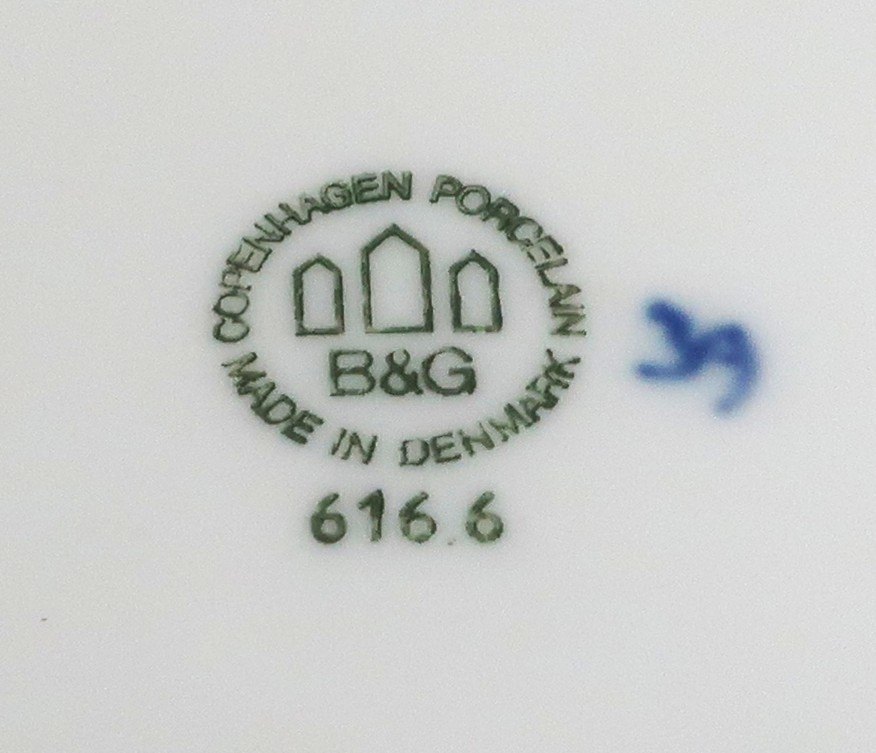 COPENHAGEN PORCELAIN
B&G
MADE IN DENMARK
616.6